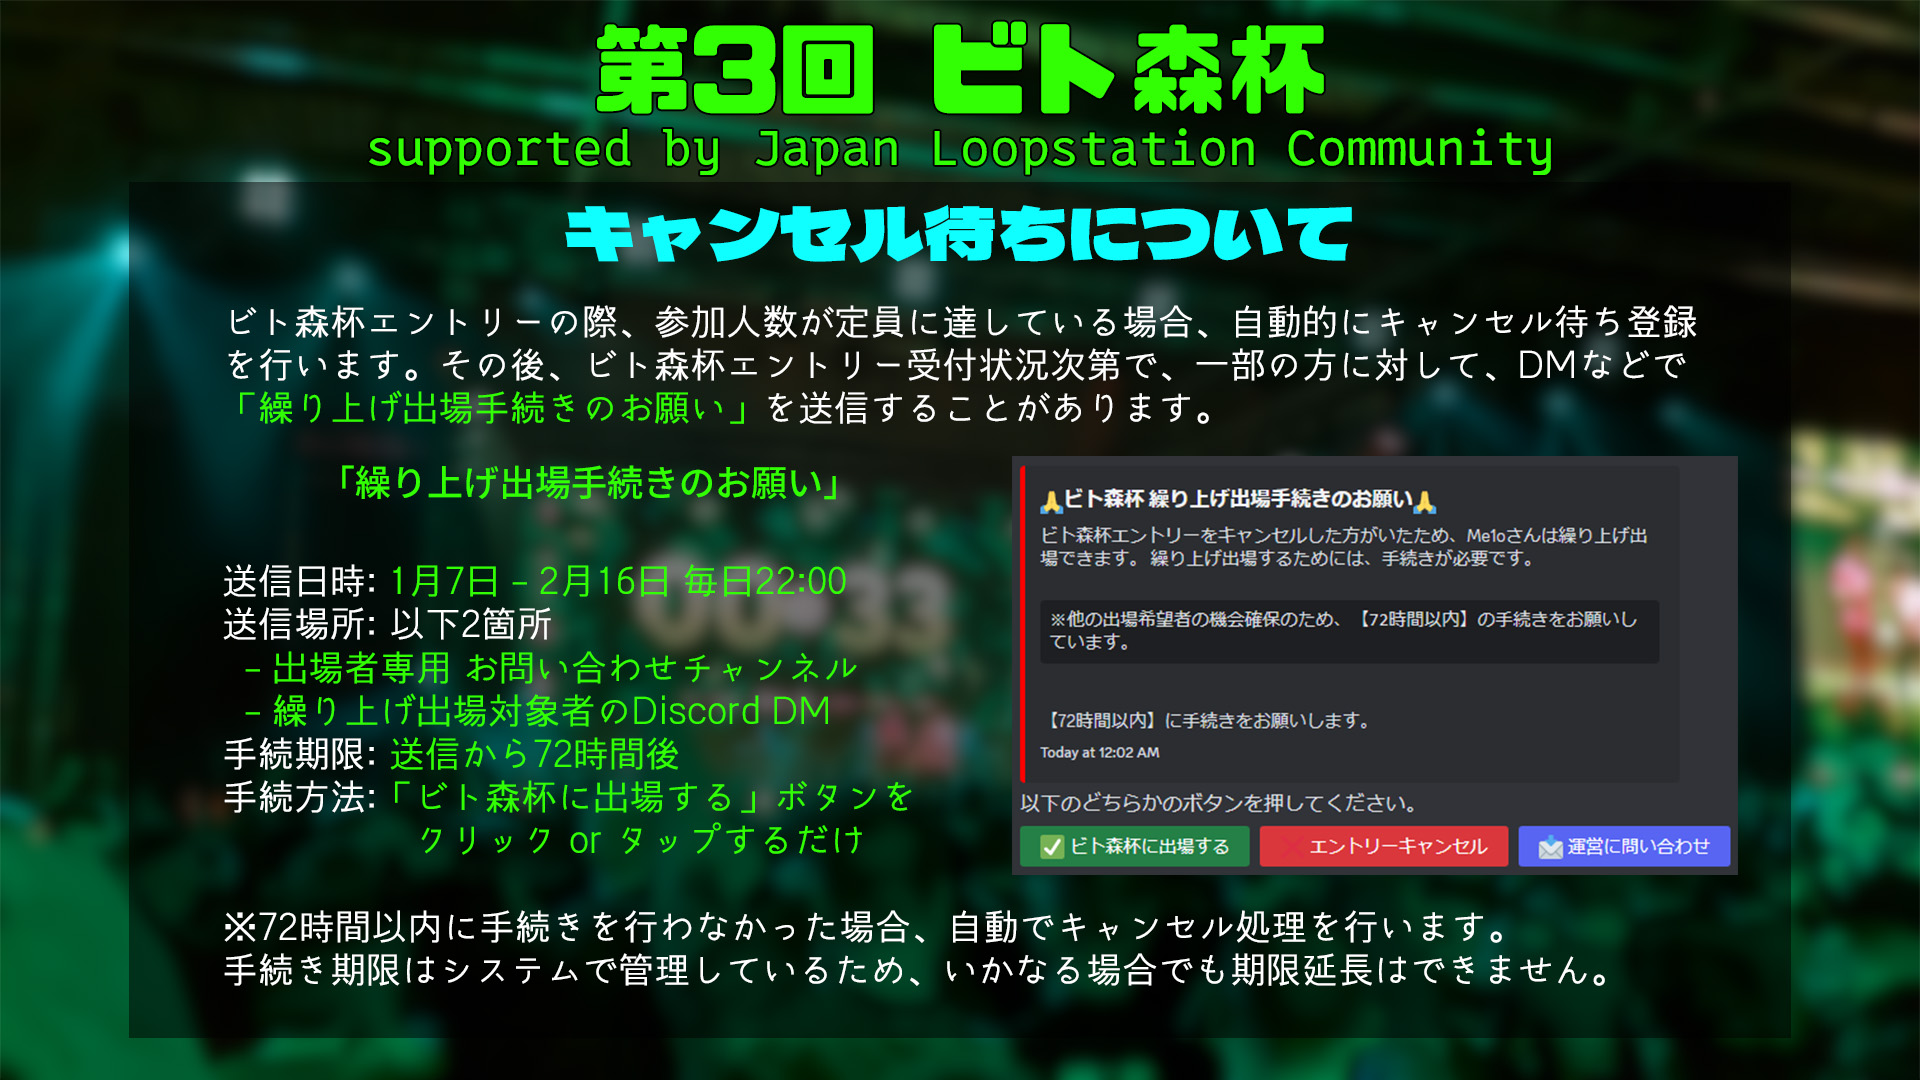 第3回 ビト森杯
supported by Japan Loopstation Community
キャンセル待ちについて
ビト森杯エントリーの際、参加人数が定員に達している場合、自動的にキャンセル待ち登録
を行います。その後、ビト森杯エントリー受付状況次第で、一部の方に対して、DMなどで
「繰り上げ出場手続きのお願い」を送信することがあります。
「繰り上げ出場手続きのお願い」
送信日時: 1月7日 – 2月16日 毎日22:00
送信場所: 以下2箇所
– 出場者専用 お問い合わせチャンネル
– 繰り上げ出場対象者のDiscord DM
手続期限: 送信から72時間後
手続方法:「ビト森杯に出場する」ボタンを
クリック or タップするだけ
🙏ビト森杯 繰り上げ出場手続きのお願い🙏
ビト森杯エントリーをキャンセルした方がいたため、Me1oさんは繰り上げ出
場できます。 繰り上げ出場するためには、手続きが必要です。
※他の出場希望者の機会確保のため、【72時間以内】の手続きをお願いし
ています。
【72時間以内】に手続きをお願いします。
Today at 12:02 AM
以下のどちらかのボタンを押してください。
✅ ビト森杯に出場する ❌ エントリーキャンセル 📩 運営に問い合わせ
※72時間以内に手続きを行わなかった場合、自動でキャンセル処理を行います。
手続き期限はシステムで管理しているため、いかなる場合でも期限延長はできません。